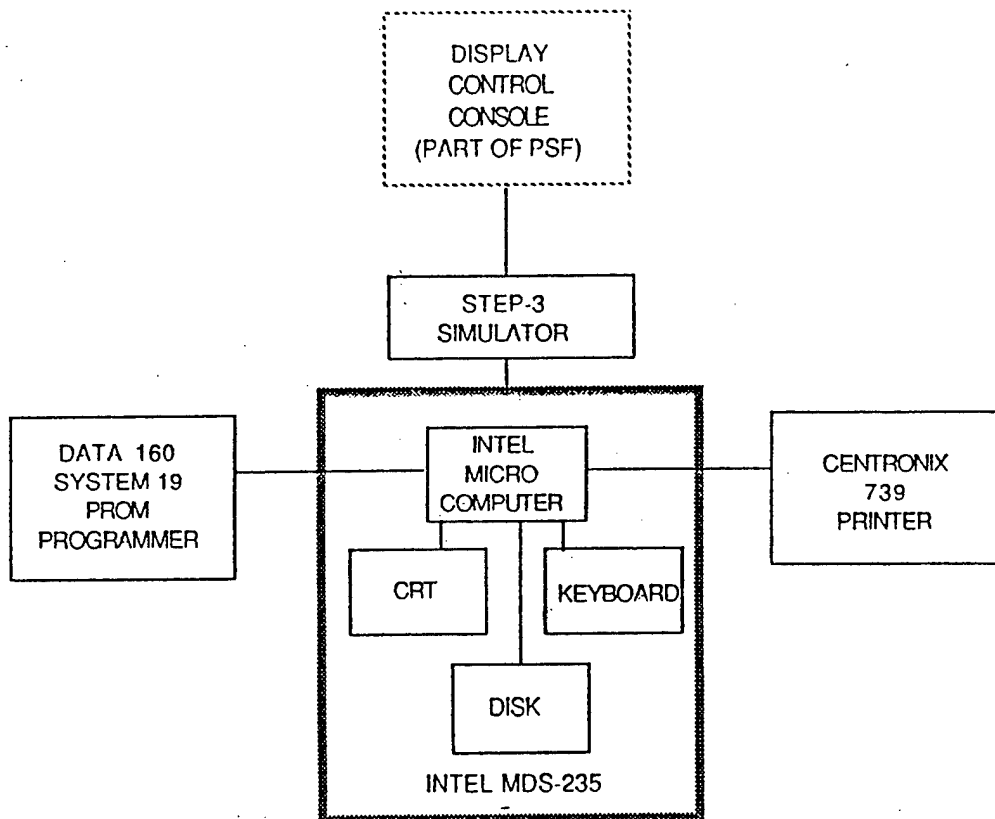 DISPLAY
CONTROL
CONSOLE
(PART OF PSF)
STEP-3
SIMULATOR
DATA 160
SYSTEM 19
PROM
PROGRAMMER
INTEL
MICRO
COMPUTER
CENTRONIX
739
PRINTER
CRT
KEYBOARD
DISK
INTEL MDS-235